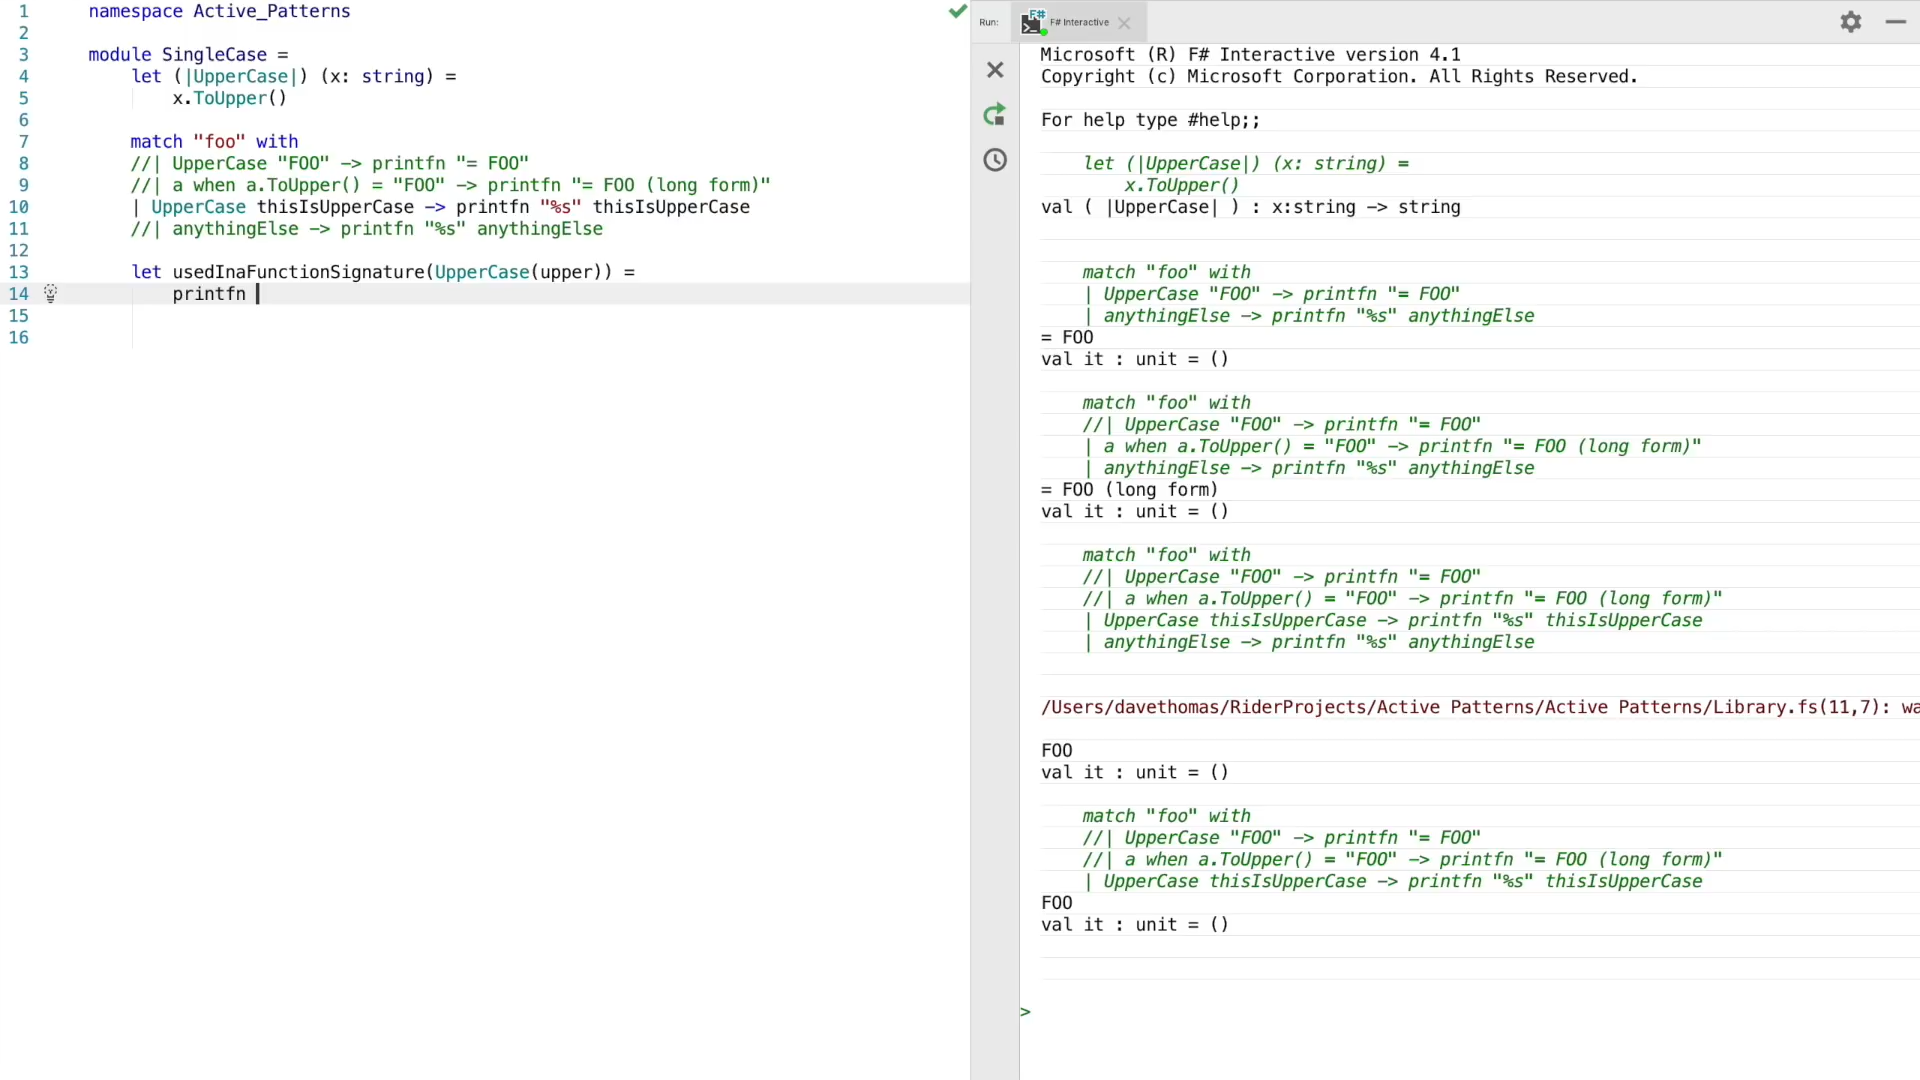 1 namespace Active_Patterns
2
3 module SingleCase =
4 let (|UpperCase|) (x: string) =
5 x.ToUpper()
6
7 match "foo" with
8 //| UpperCase "FOO" -> printfn "= FOO"
9 //| a when a.ToUpper() = "FOO" -> printfn "= FOO (long form)"
10 | UpperCase thisIsUpperCase -> printfn "%s" thisIsUpperCase
11 //| anythingElse -> printfn "%s" anythingElse
12
13 let usedInaFunctionSignature(UpperCase(upper)) =
14 printfn
15
16
Run: F# Interactive
Microsoft (R) F# Interactive version 4.1
Copyright (c) Microsoft Corporation. All Rights Reserved.
For help type #help;;
let (|UpperCase|) (x: string) =
x.ToUpper()
val ( |UpperCase| ) : x:string -> string
match "foo" with
| UpperCase "FOO" -> printfn "= FOO"
| anythingElse -> printfn "%s" anythingElse
= FOO
val it : unit = ()
match "foo" with
//| UpperCase "FOO" -> printfn "= FOO"
| a when a.ToUpper() = "FOO" -> printfn "= FOO (long form)"
| anythingElse -> printfn "%s" anythingElse
= FOO (long form)
val it : unit = ()
match "foo" with
//| UpperCase "FOO" -> printfn "= FOO"
//| a when a.ToUpper() = "FOO" -> printfn "= FOO (long form)"
| UpperCase thisIsUpperCase -> printfn "%s" thisIsUpperCase
| anythingElse -> printfn "%s" anythingElse
/Users/davethomas/RiderProjects/Active Patterns/Active Patterns/Library.fs(11,7): wa
FOO
val it : unit = ()
match "foo" with
//| UpperCase "FOO" -> printfn "= FOO"
//| a when a.ToUpper() = "FOO" -> printfn "= FOO (long form)"
| UpperCase thisIsUpperCase -> printfn "%s" thisIsUpperCase
FOO
val it : unit = ()
>